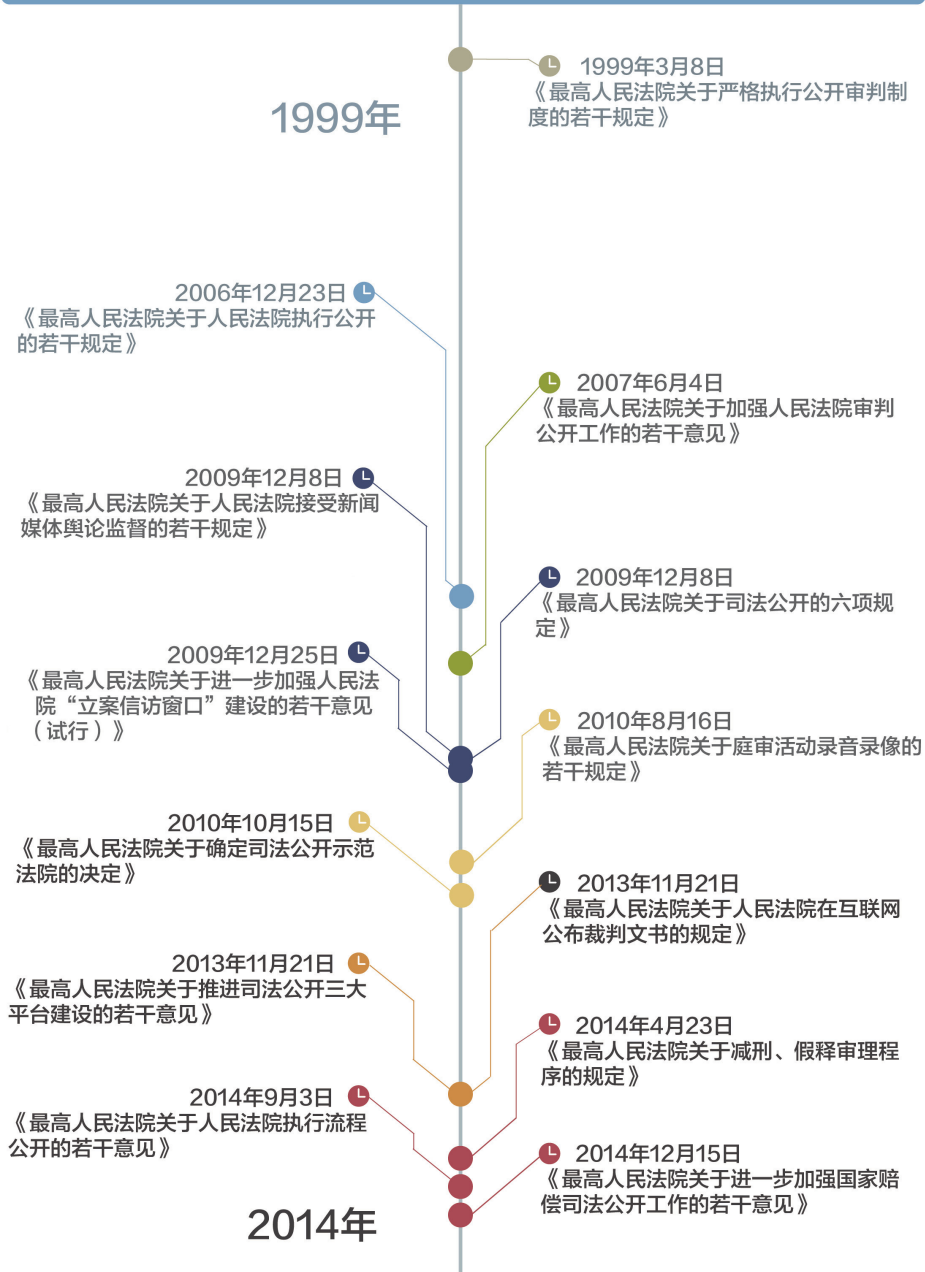 1999年3月8日
《最高人民法院关于严格执行公开审判制
度的若干规定》
1999年
2006年12月23日
《最高人民法院关于人民法院执行公开
的若干规定》
2007年6月4日
《最高人民法院关于加强人民法院审判
公开工作的若干意见》
2009年12月8日
《最高人民法院关于人民法院接受新闻
媒体舆论监督的若干规定》
2009年12月8日
《最高人民法院关于司法公开的六项规
定》
2009年12月25日
《最高人民法院关于进一步加强人民法
院“立案信访窗口”建设的若干意见
（试行）》
2010年8月16日
《最高人民法院关于庭审活动录音录像的
若干规定》
2010年10月15日
《最高人民法院关于确定司法公开示范
法院的决定》
2013年11月21日
《最高人民法院关于人民法院在互联网
公布裁判文书的规定》
2013年11月21日
《最高人民法院关于推进司法公开三大
平台建设的若干意见》
2014年4月23日
《最高人民法院关于减刑、假释审理程
序的规定》
2014年9月3日
《最高人民法院关于人民法院执行流程
公开的若干意见》
2014年12月15日
《最高人民法院关于进一步加强国家赔
偿司法公开工作的若干意见》
2014年